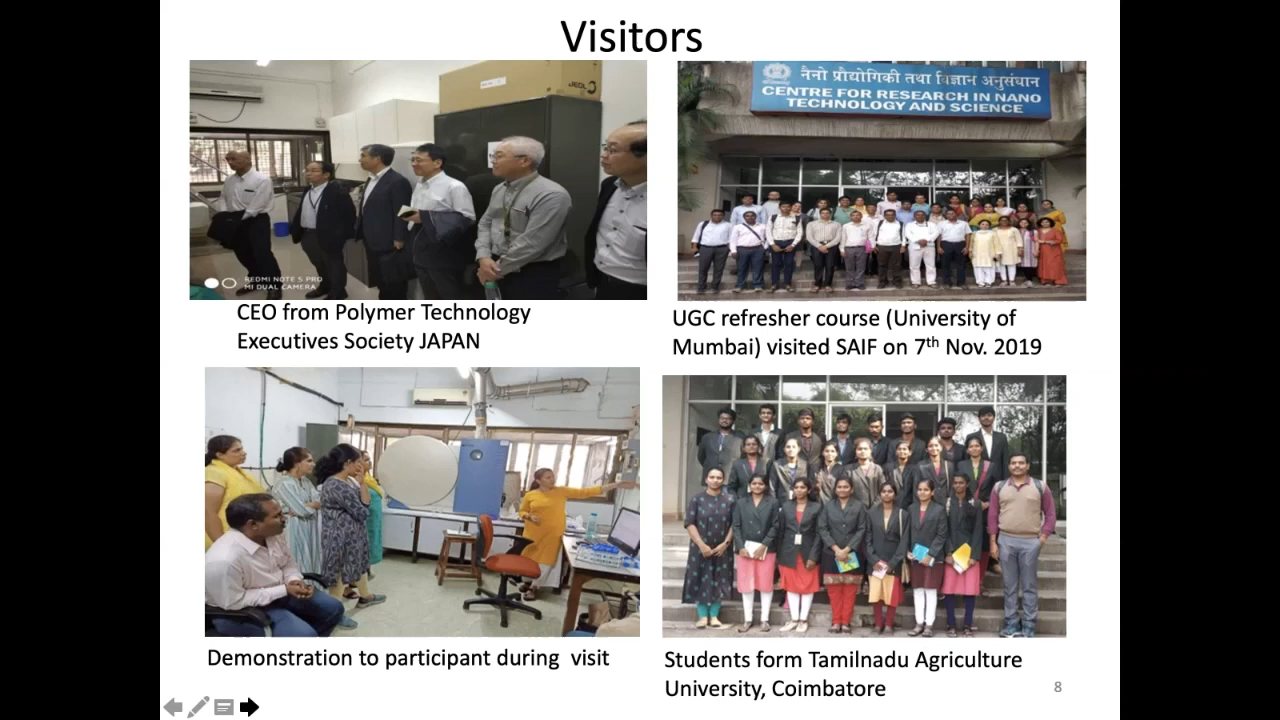 Visitors
JEOL
REDMI NOTE 5 PRO
MI DUAL CAMERA
CEO from Polymer Technology
Executives Society JAPAN
नैनो प्रौद्योगिकी तथा विज्ञान अनुसंधान
CENTRE FOR RESEARCH IN NANO
TECHNOLOGY AND SCIENCE
UGC refresher course (University of
Mumbai) visited SAIF on 7th Nov. 2019
Demonstration to participant during visit
Students form Tamilnadu Agriculture
University, Coimbatore
8